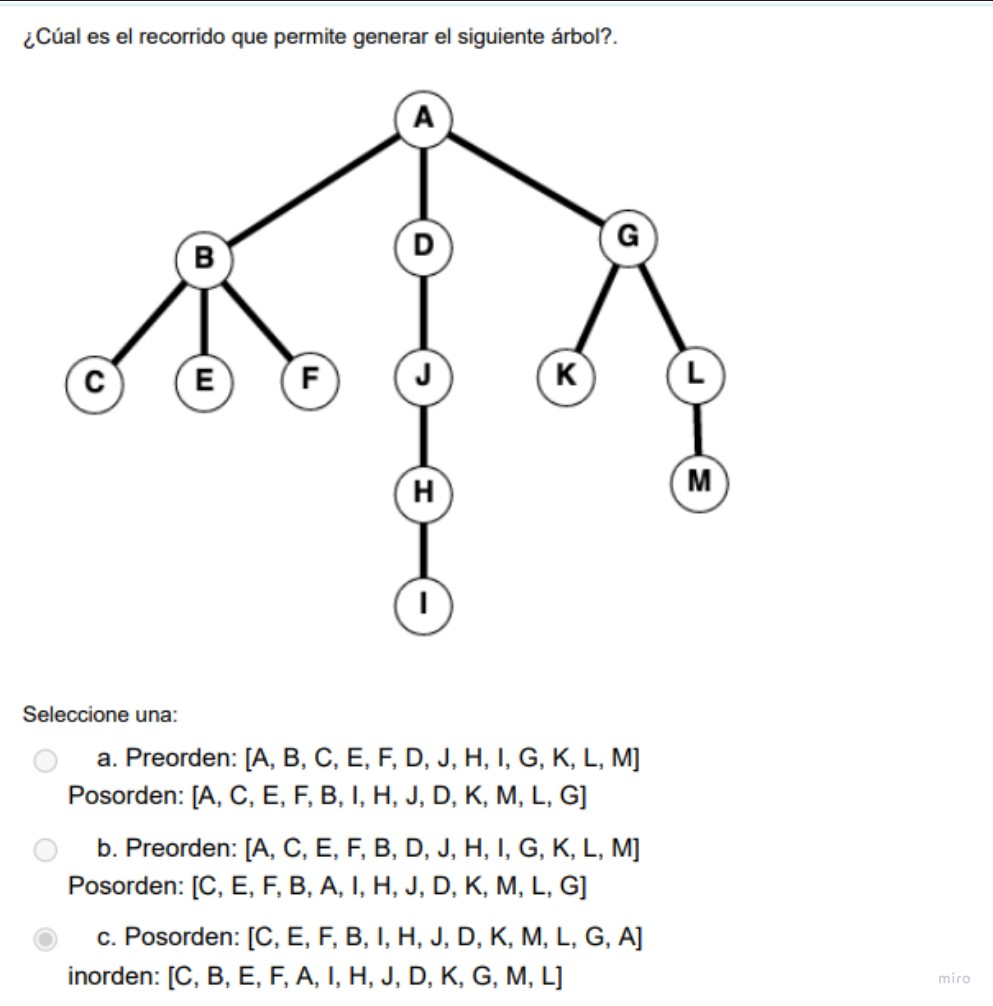 ¿Cúal es el recorrido que permite generar el siguiente árbol?.
A
B
D
G
C
E
F
J
K
L
H
M
I
Seleccione una:
a. Preorden: [A, B, C, E, F, D, J, H, I, G, K, L, M]
Posorden: [A, C, E, F, B, I, H, J, D, K, M, L, G]
b. Preorden: [A, C, E, F, B, D, J, H, I, G, K, L, M]
Posorden: [C, E, F, B, A, I, H, J, D, K, M, L, G]
c. Posorden: [C, E, F, B, I, H, J, D, K, M, L, G, A]
inorden: [C, B, E, F, A, I, H, J, D, K, G, M, L]
miro